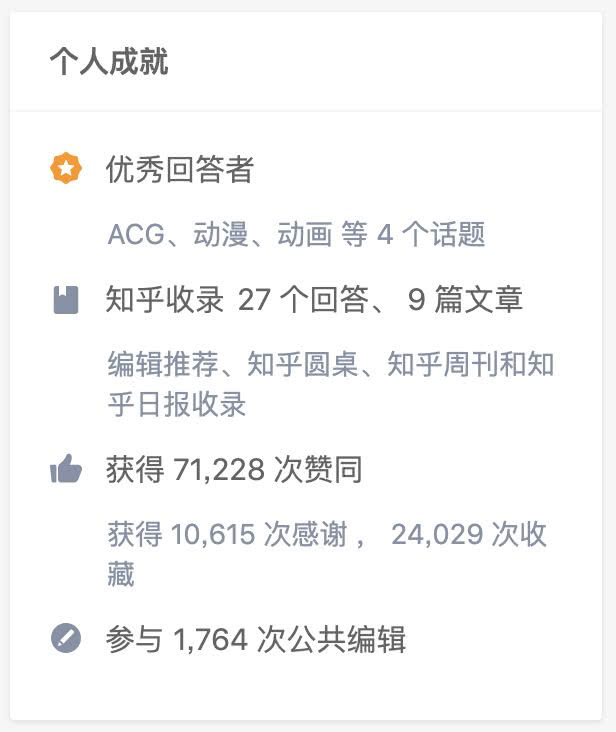 个人成就
优秀回答者
ACG、动漫、动画 等 4 个话题
知乎收录 27 个回答、 9 篇文章
编辑推荐、知乎圆桌、知乎周刊和知
乎日报收录
获得 71,228 次赞同
获得 10,615 次感谢 ， 24,029 次收
藏
参与 1,764 次公共编辑